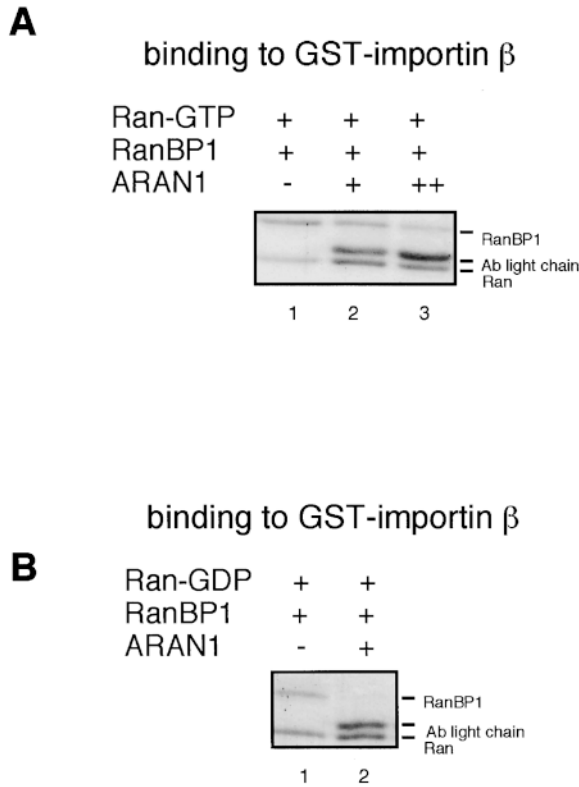 A
binding to GST-importin β
Ran-GTP + + +
RanBP1 + + +
ARAN1 - + ++
RanBP1
Ab light chain
Ran
1 2 3
binding to GST-importin β
B
Ran-GDP + +
RanBP1 + +
ARAN1 - +
RanBP1
Ab light chain
Ran
1 2